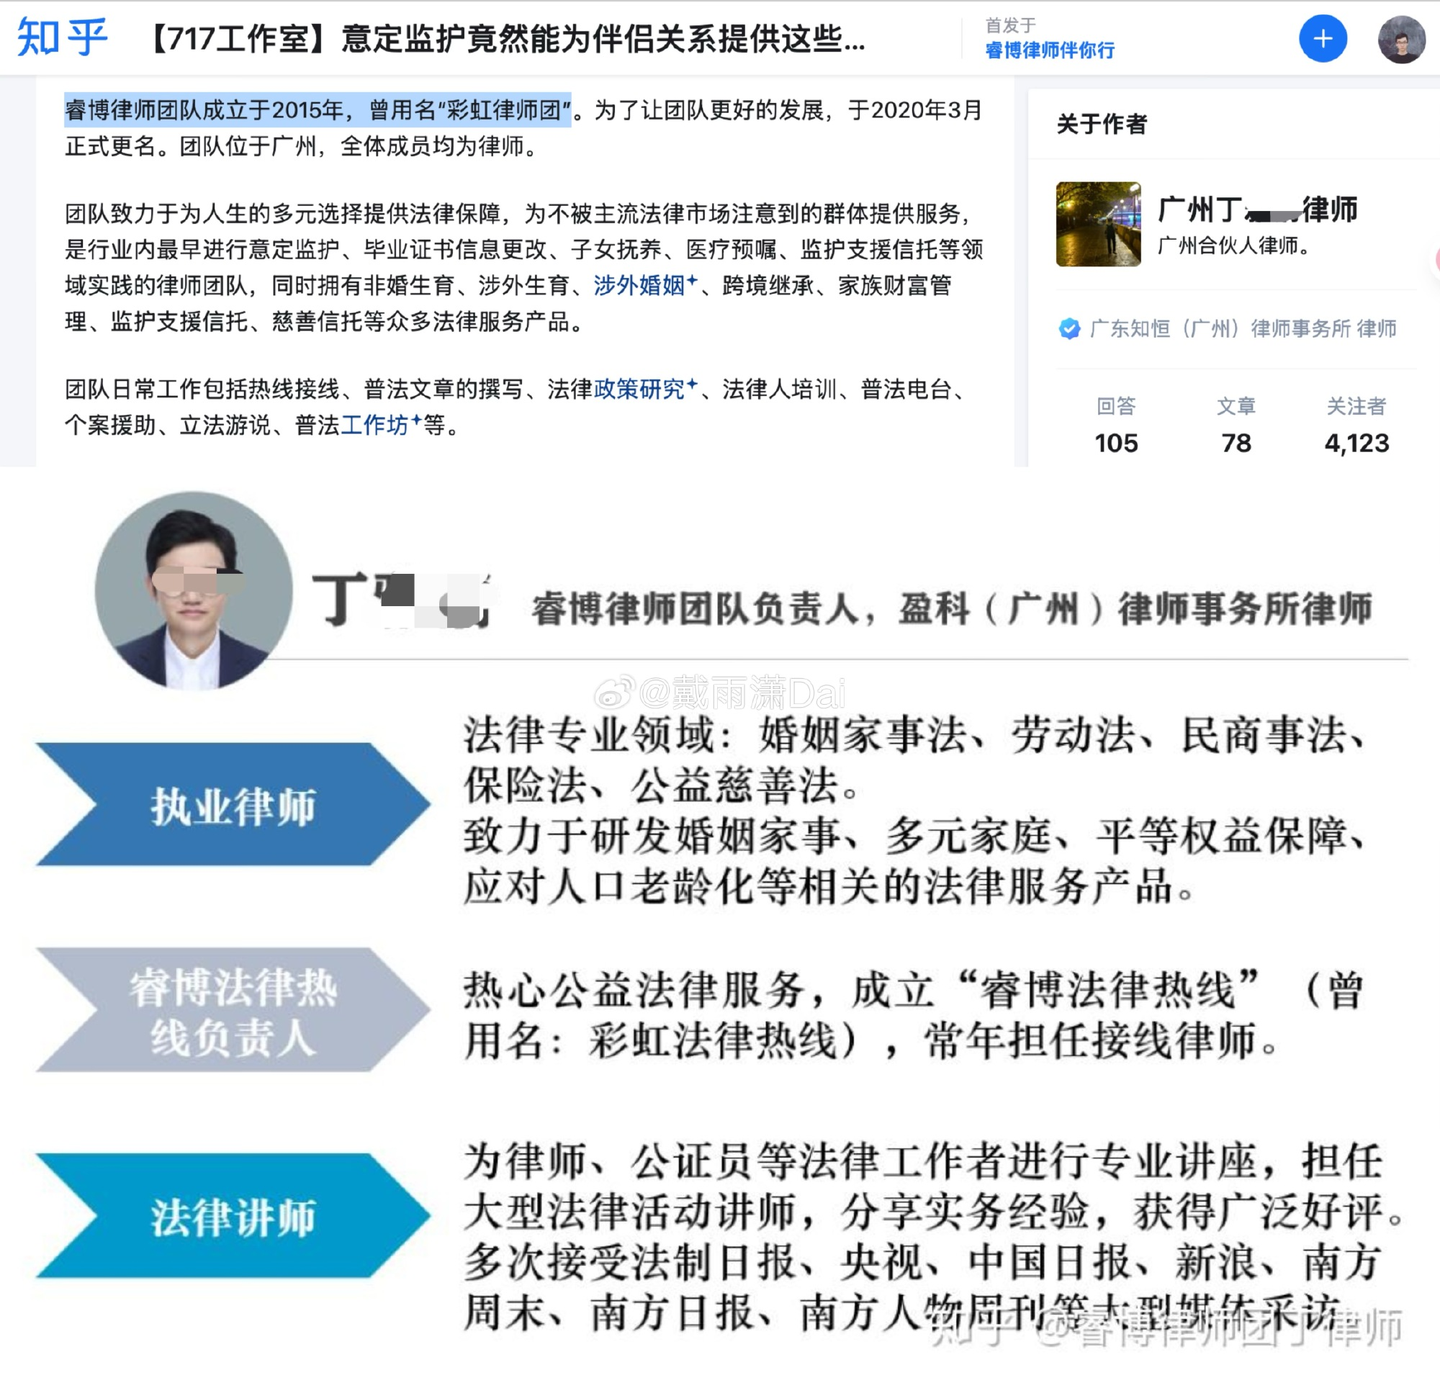 知乎 【717工作室】意定监护竟然能为伴侣关系提供这些...
首发于
睿博律师伴你行
睿博律师团队成立于2015年，曾用名“彩虹律师团”。为了让团队更好的发展，于2020年3月
正式更名。团队位于广州，全体成员均为律师。
团队致力于为人生的多元选择提供法律保障，为不被主流法律市场注意到的群体提供服务，
是行业内最早进行意定监护、毕业证书信息更改、子女抚养、医疗预嘱、监护支援信托等领
域实践的律师团队，同时拥有非婚生育、涉外生育、涉外婚姻、跨境继承、家族财富管
理、监护支援信托、慈善信托等众多法律服务产品。
团队日常工作包括热线接线、普法文章的撰写、法律政策研究、法律人培训、普法电台、
个案援助、立法游说、普法工作坊等。
关于作者
广州丁 律师
广州合伙人律师。
广东知恒（广州）律师事务所 律师
回答 文章 关注者
105 78 4,123
丁 睿博律师团队负责人，盈科（广州）律师事务所律师
@戴雨潇Dai
执业律师
法律专业领域：婚姻家事法、劳动法、民商事法、
保险法、公益慈善法。
致力于研发婚姻家事、多元家庭、平等权益保障、
应对人口老龄化等相关的法律服务产品。
睿博法律热
线负责人
热心公益法律服务，成立“睿博法律热线”（曾
用名：彩虹法律热线），常年担任接线律师。
法律讲师
为律师、公证员等法律工作者进行专业讲座，担任
大型法律活动讲师，分享实务经验，获得广泛好评。
多次接受法制日报、央视、中国日报、新浪、南方
周末、南方日报、南方人物周刊等大型媒体采访
知乎 @睿博律师团丁律师